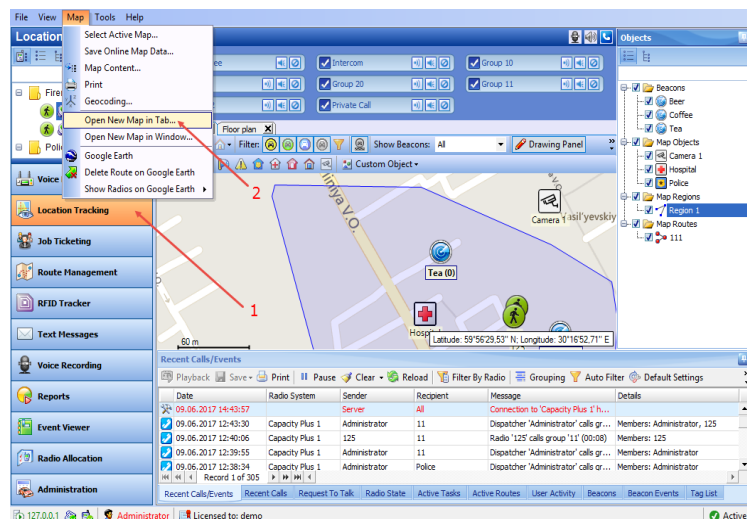 File View Map Tools Help
Location
Objects
Select Active Map...
Save Online Map Data...
Map Content...
Print
Geocoding...
Open New Map in Tab...
Open New Map in Window...
Google Earth
Delete Route on Google Earth
Show Radios on Google Earth
Intercom
Group 10
Group 20
Group 11
Private Call
Floor plan
Filter: Show Beacons: All Drawing Panel
Custom Object
Beacons
Beer
Coffee
Tea
Map Objects
Camera 1
Hospital
Police
Map Regions
Region 1
Map Routes
111
Voice
Location Tracking
Job Ticketing
Route Management
RFID Tracker
Text Messages
Voice Recording
Reports
Event Viewer
Radio Allocation
Administration
1
2
imiya V.O.
Camera
asil'yevskiy
Tea (0)
Latitude: 59°56'29,53" N; Longtude: 30°16'52,71" E
60 m
Recent Calls/Events
Playback Save Print Pause Clear Reload Filter By Radio Grouping Auto Filter Default Settings
Date Radio System Sender Recipient Message Details
09.06.2017 14:43:57 Server All Connection to 'Capacity Plus 1' h...
09.06.2017 12:43:30 Capacity Plus 1 Administrator 11 Dispatcher 'Administrator' calls gr... Members: Administrator, 125
09.06.2017 12:40:06 Capacity Plus 1 125 11 Radio '125' calls group '11' (00:08) Members: 125
09.06.2017 12:39:55 Capacity Plus 1 Administrator 11 Dispatcher 'Administrator' calls gr... Members: Administrator
09.06.2017 12:38:34 Capacity Plus 1 Administrator Police Dispatcher 'Administrator' calls gr... Members: Administrator
Record 1 of 305
Recent Calls/Events Recent Calls Request To Talk Radio State Active Tasks Active Routes User Activity Beacons Beacon Events Tag List
127.0.0.1 Administrator Licensed to: demo Active